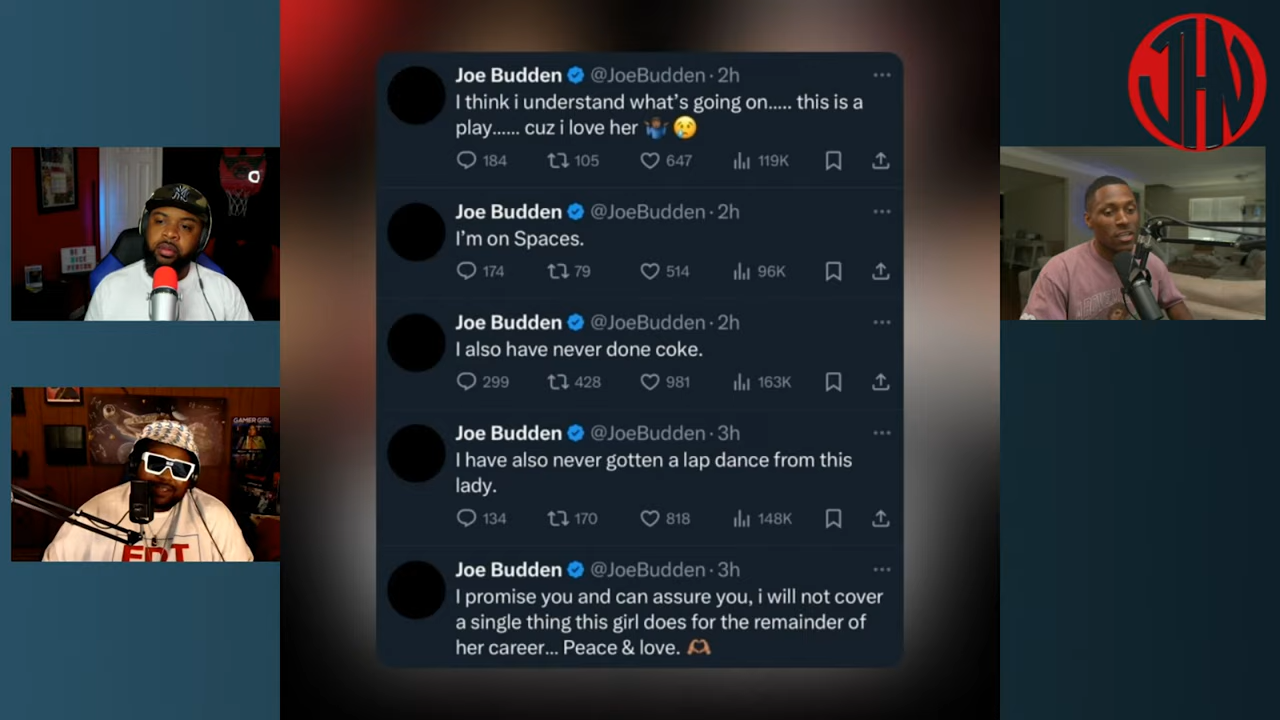 Joe Budden @JoeBudden · 2h
I think i understand what's going on..... this is a
play...... cuz i love her 🤷🏾‍♂️ 😢
184 105 647 119K
Joe Budden @JoeBudden · 2h
I'm on Spaces.
174 79 514 96K
Joe Budden @JoeBudden · 2h
I also have never done coke.
299 428 981 163K
Joe Budden @JoeBudden · 3h
I have also never gotten a lap dance from this
lady.
134 170 818 148K
Joe Budden @JoeBudden · 3h
I promise you and can assure you, i will not cover
a single thing this girl does for the remainder of
her career... Peace & love. 🫶🏽
JHN
GAMER GIRL
EDT